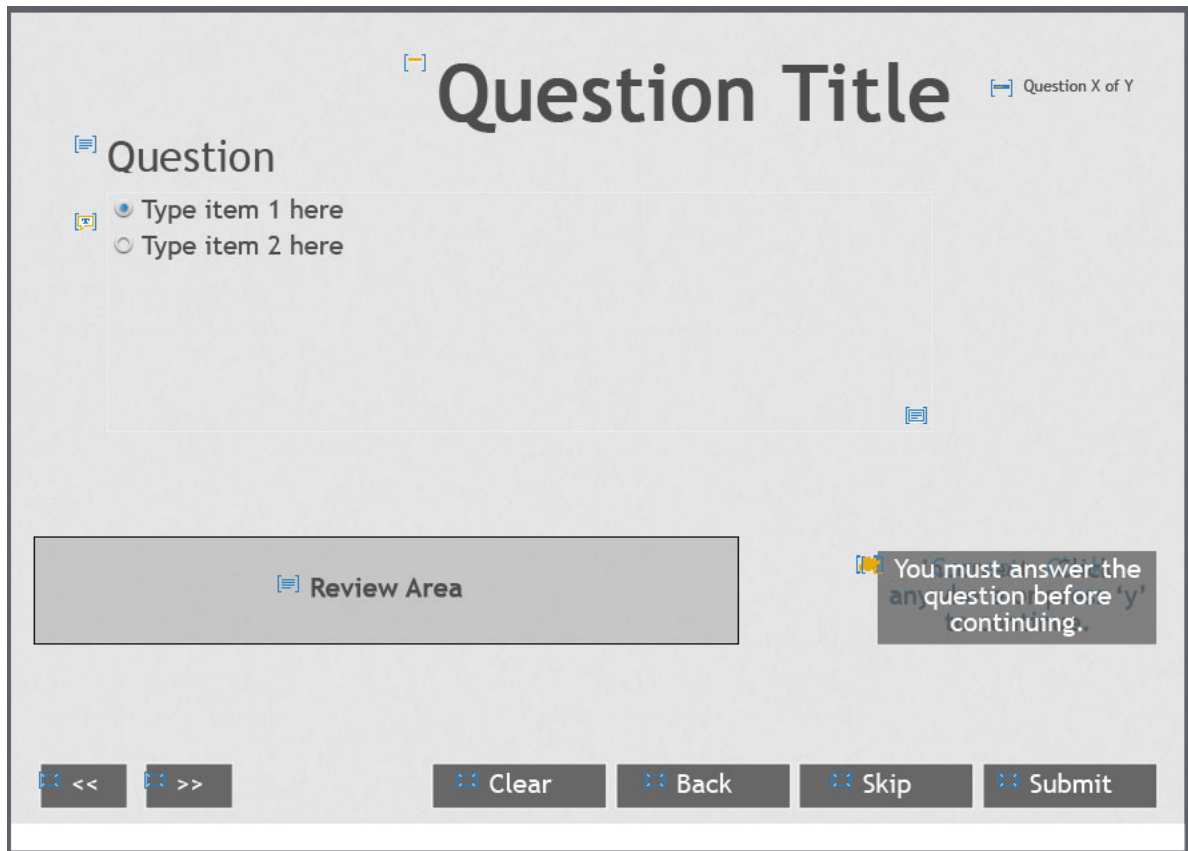 Question Title
Question X of Y
Question
Type item 1 here
Type item 2 here
Review Area
You must answer the
question before
continuing.
<<
>>
Clear
Back
Skip
Submit